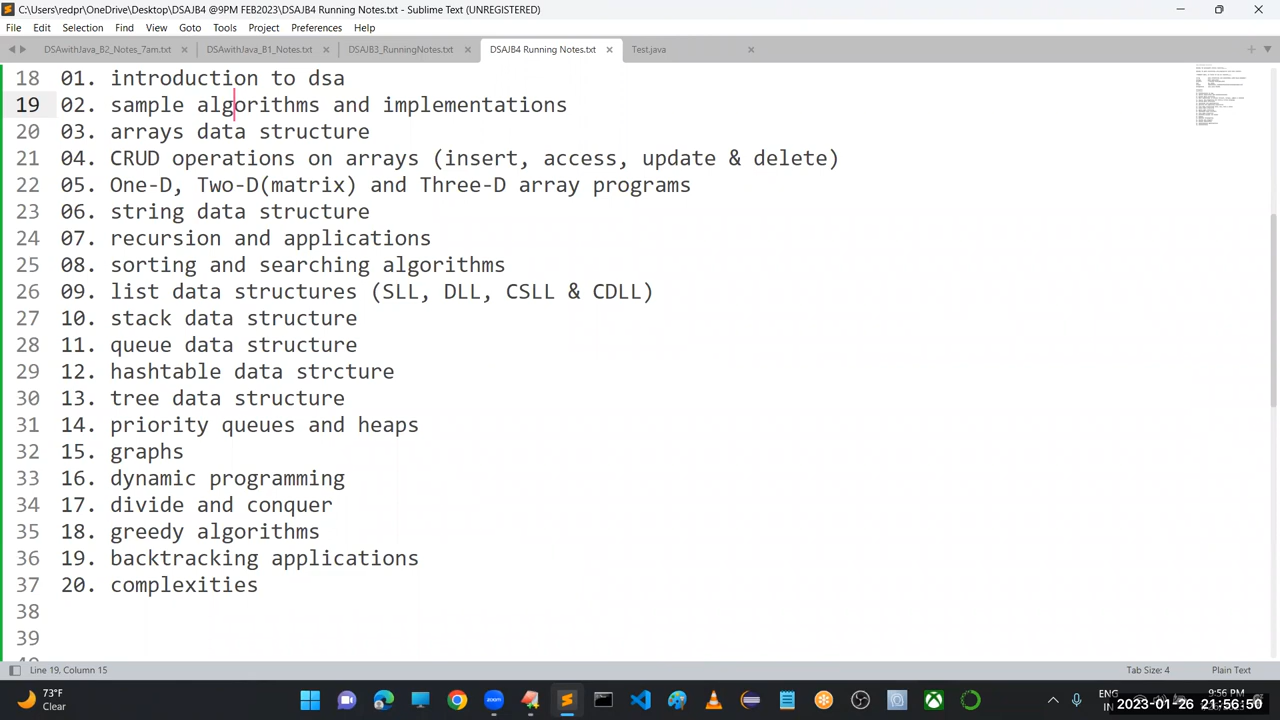 C:\Users\redpr\OneDrive\Desktop\DSAJB4 @9PM FEB2023\DSAJB4 Running Notes.txt - Sublime Text (UNREGISTERED)
File Edit Selection Find View Goto Tools Project Preferences Help
DSAwithJava_B2_Notes_7am.txt DSAwithJava_B1_Notes.txt DSAJB3_RunningNotes.txt DSAJB4 Running Notes.txt Test.java
18 01. introduction to dsa
19 02. sample algorithms and implementations
20 03. arrays data structure
21 04. CRUD operations on arrays (insert, access, update & delete)
22 05. One-D, Two-D(matrix) and Three-D array programs
23 06. string data structure
24 07. recursion and applications
25 08. sorting and searching algorithms
26 09. list data structures (SLL, DLL, CSLL & CDLL)
27 10. stack data structure
28 11. queue data structure
29 12. hashtable data strcture
30 13. tree data structure
31 14. priority queues and heaps
32 15. graphs
33 16. dynamic programming
34 17. divide and conquer
35 18. greedy algorithms
36 19. backtracking applications
37 20. complexities
38
39
Line 19, Column 15 Tab Size: 4 Plain Text
73°F
Clear
zoom
ENG
IN
9:56 PM
2023-01-26 21:56:50